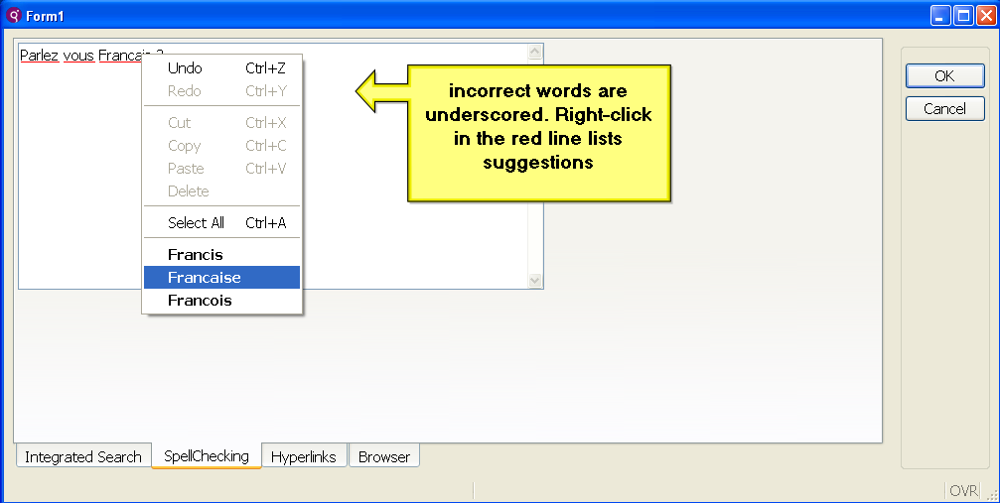 Form1
Parlez vous Francais ?
Undo Ctrl+Z
Redo Ctrl+Y
Cut Ctrl+X
Copy Ctrl+C
Paste Ctrl+V
Delete
Select All Ctrl+A
Francis
Francaise
Francois
incorrect words are
underscored. Right-click
in the red line lists
suggestions
OK
Cancel
Integrated Search SpellChecking Hyperlinks Browser
OVR